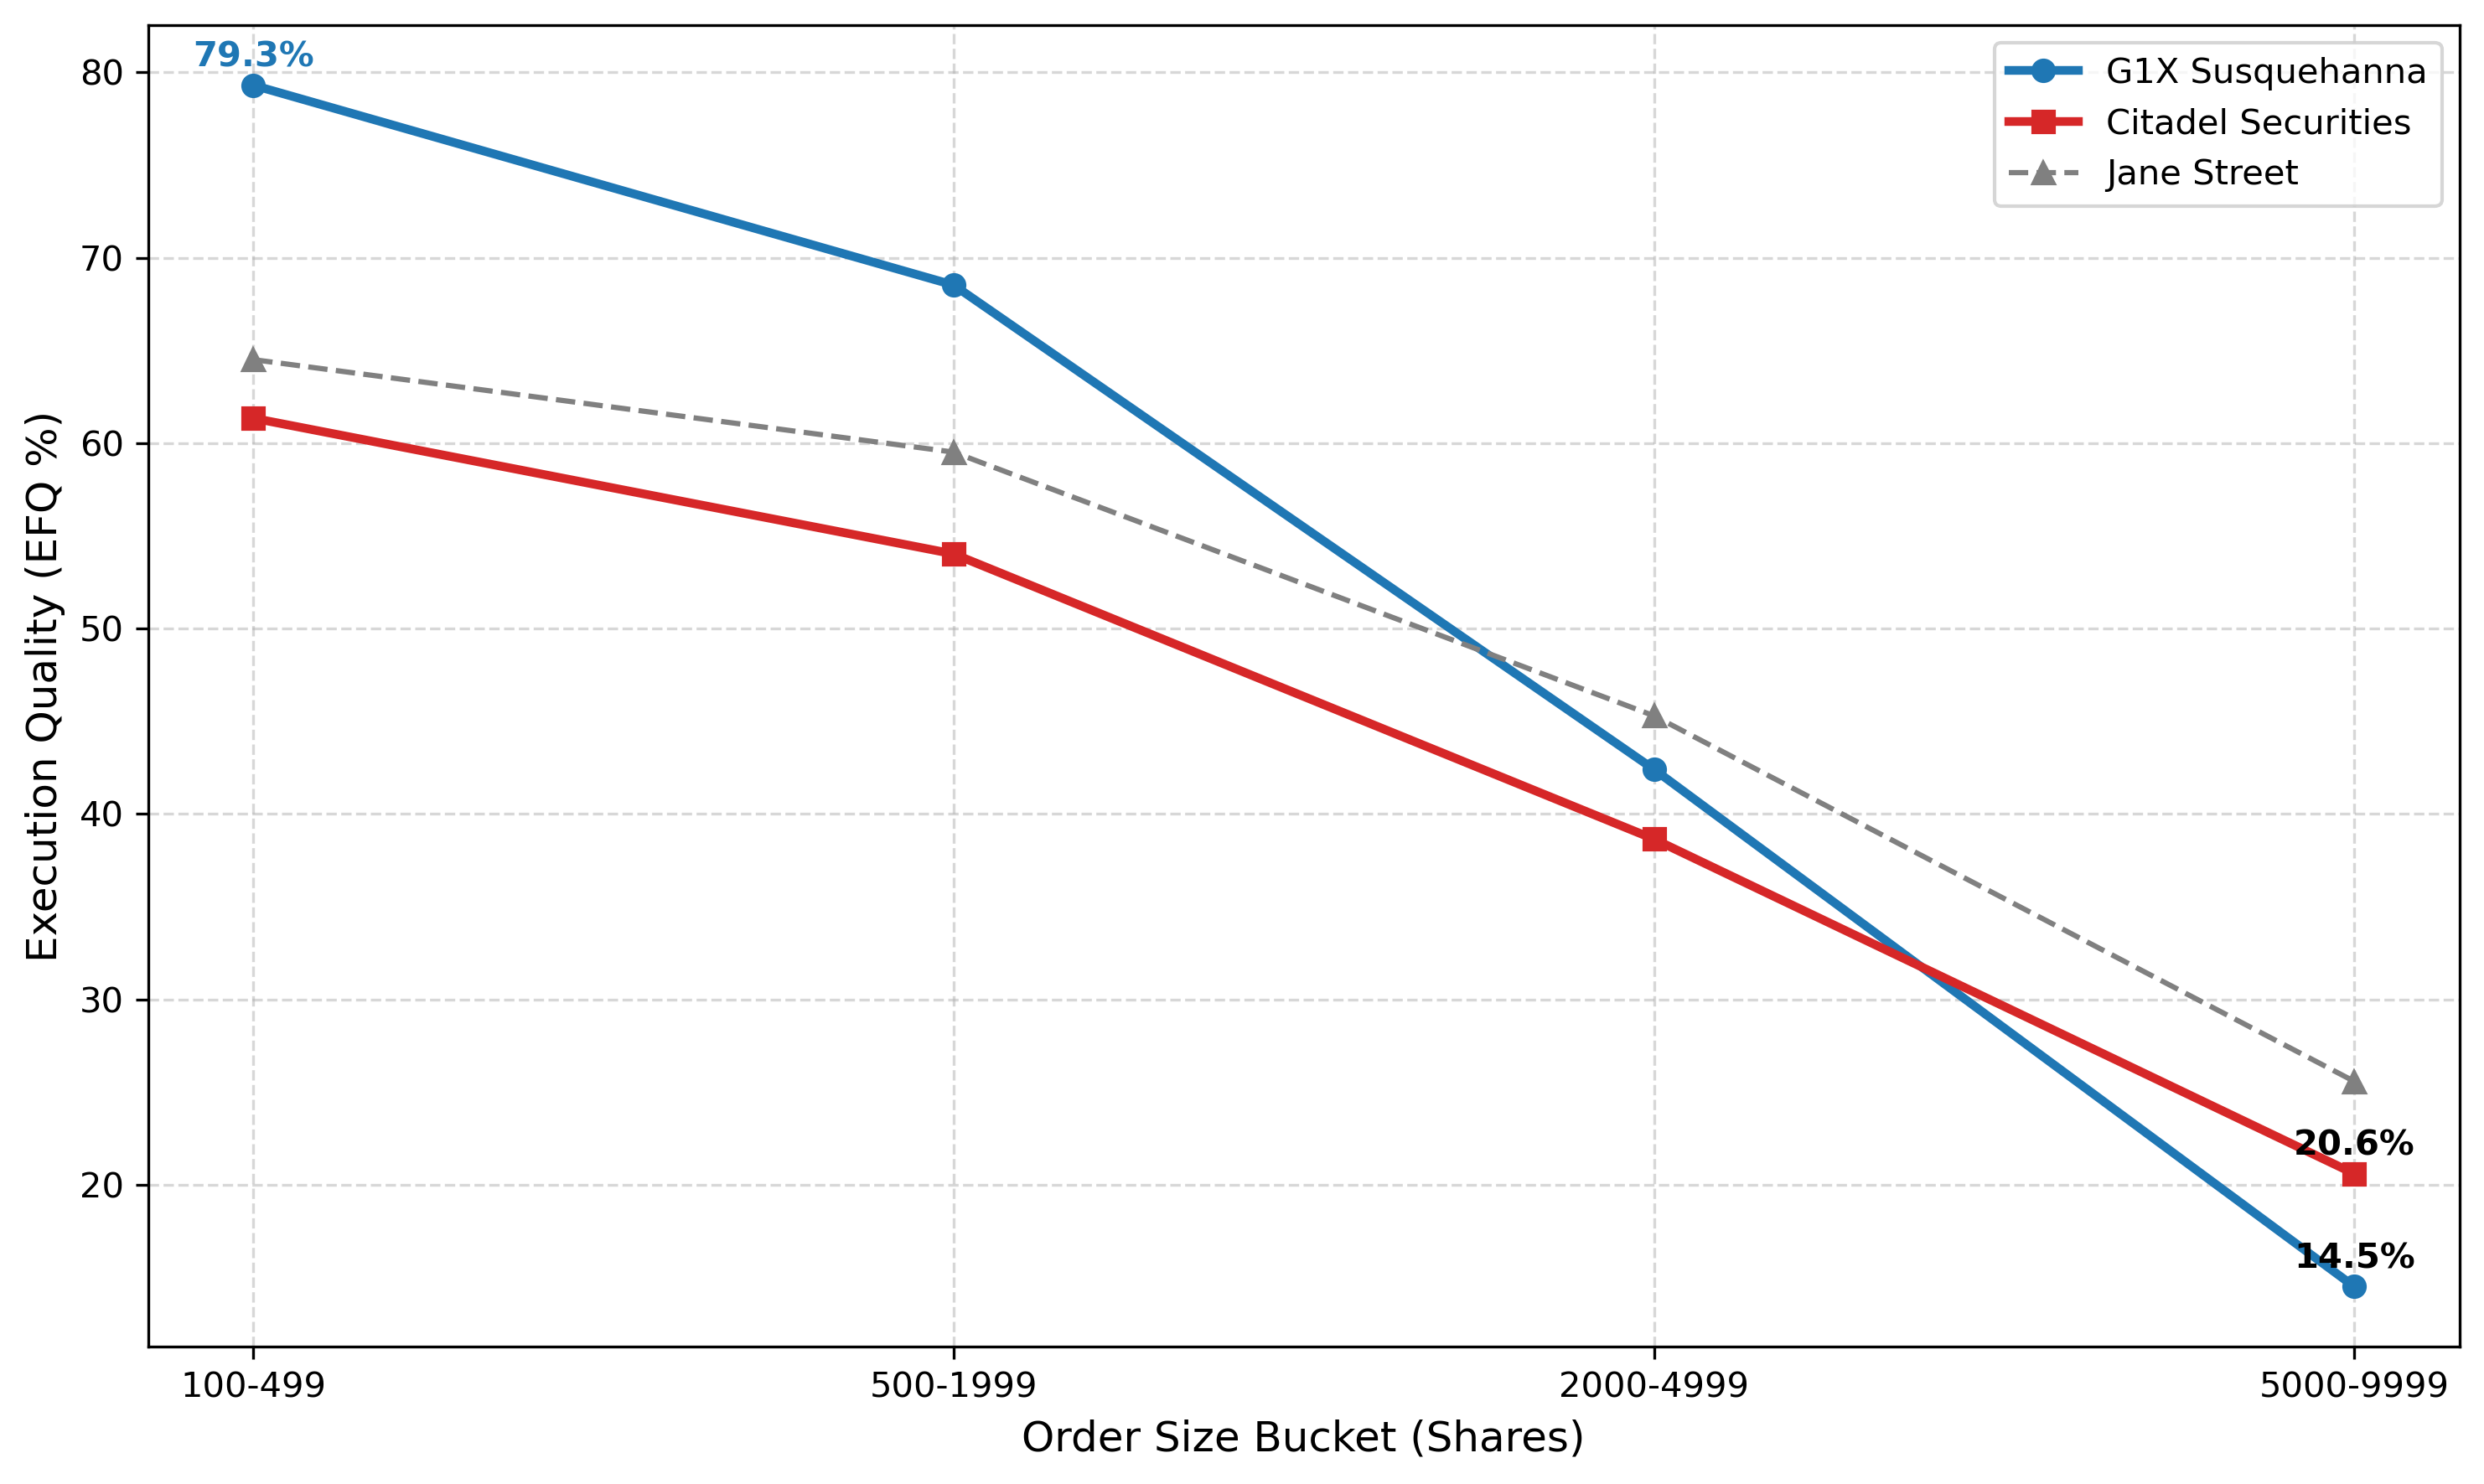 79.3%
G1X Susquehanna
Citadel Securities
Jane Street
80
70
60
50
40
30
20
Execution Quality (EFQ %)
20.6%
14.5%
100-499
500-1999
2000-4999
5000-9999
Order Size Bucket (Shares)